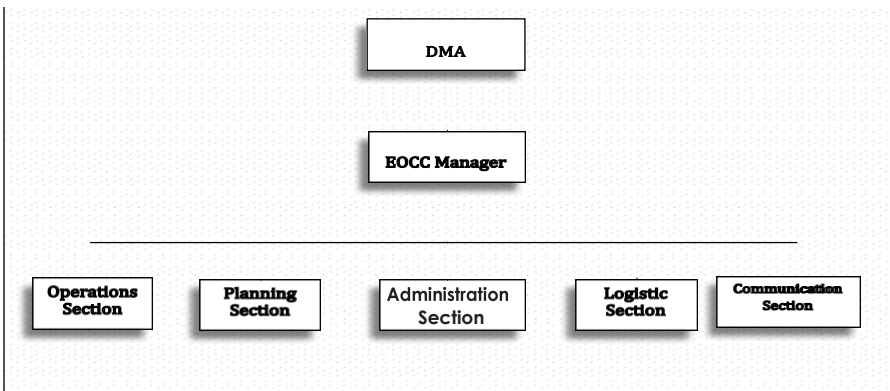 DMA
EOCC Manager
Operations
Section
Planning
Section
Administration
Section
Logistic
Section
Communication
Section